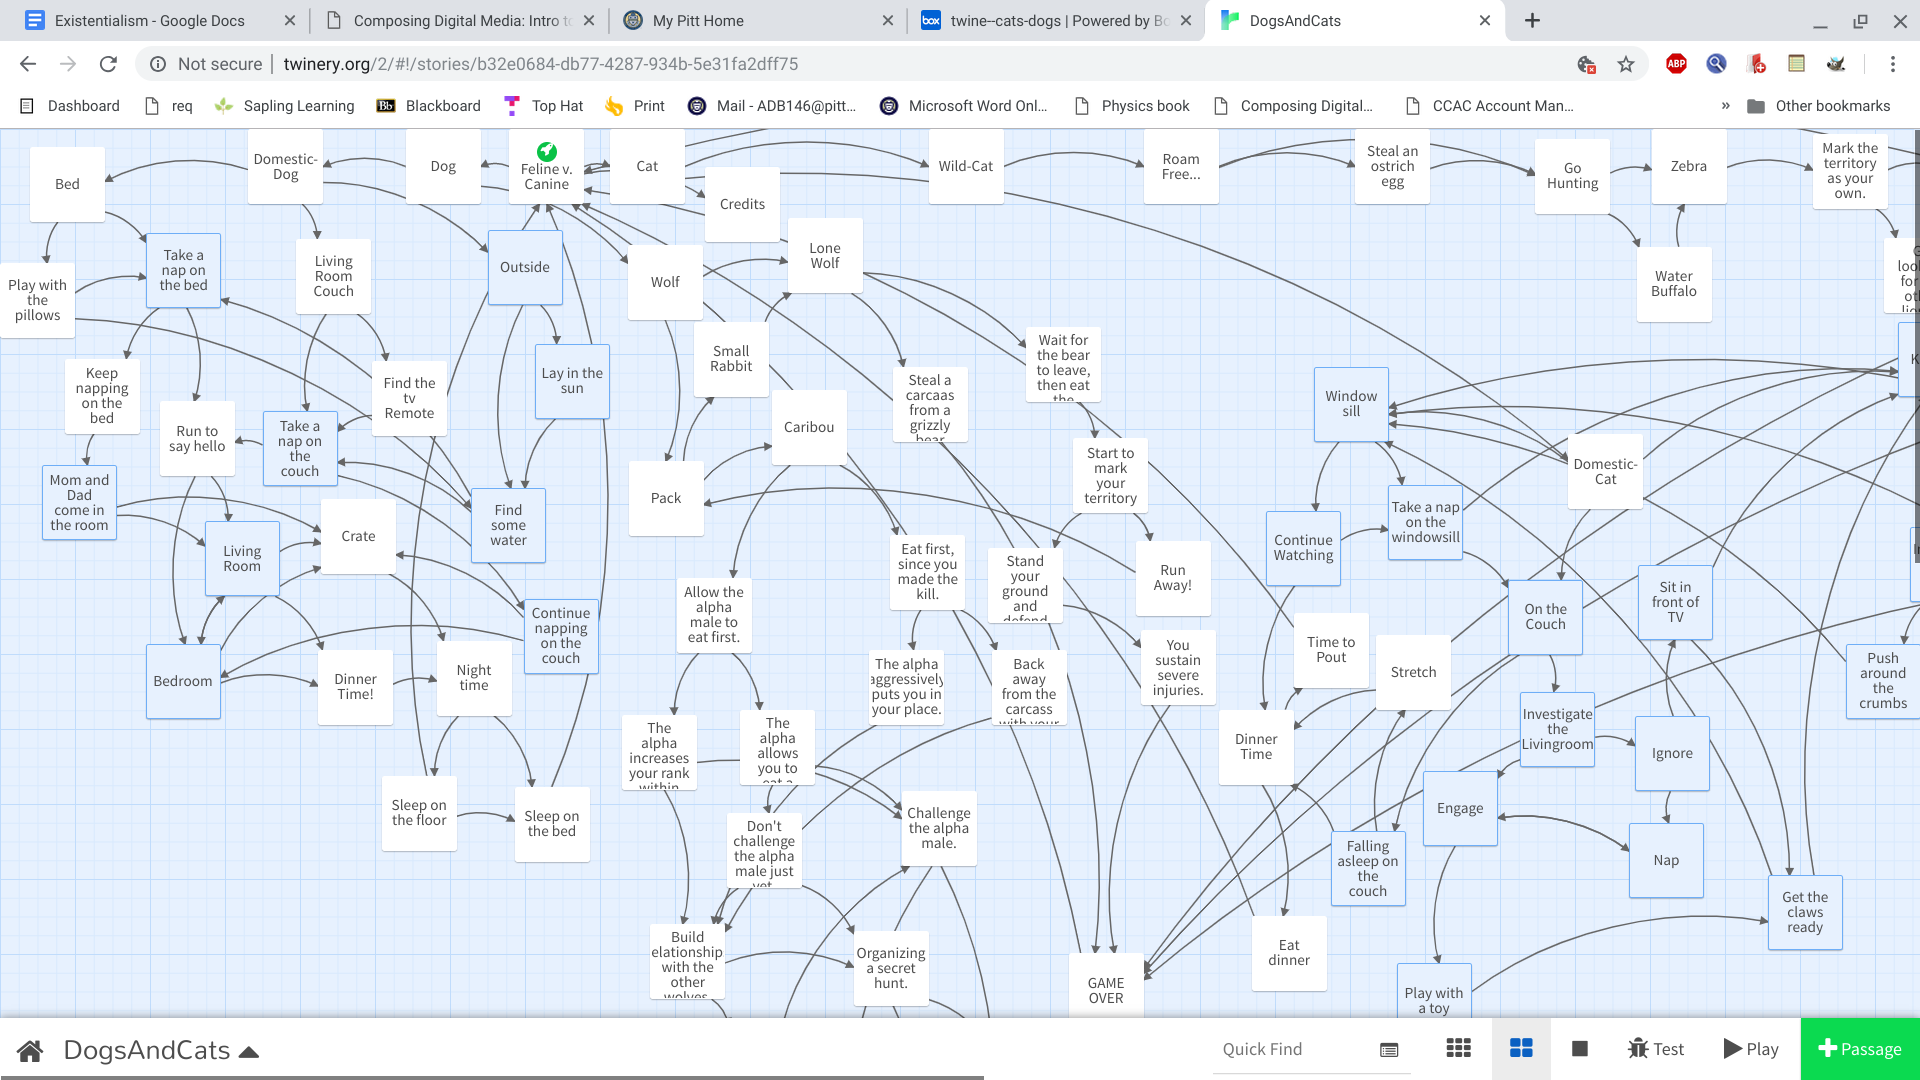 Existentialism - Google Docs
Composing Digital Media: Intro to
My Pitt Home
twine--cats-dogs | Powered by Bo
DogsAndCats
Not secure
twinery.org/2/#!/stories/b32e0684-db77-4287-934b-5e31fa2dff75
ABP
Dashboard
req
Sapling Learning
Bb
Blackboard
Top Hat
Print
Mail - ADB146@pitt...
Microsoft Word Onl...
Physics book
Composing Digital...
CCAC Account Man...
»
Other bookmarks
Bed
Domestic-
Dog
Dog
Feline v.
Canine
Cat
Credits
Wild-Cat
Roam
Free...
Steal an
ostrich
egg
Go
Hunting
Zebra
Mark the
territory
as your
own.
Play with
the
pillows
Take a
nap on
the bed
Living
Room
Couch
Outside
Wolf
Lone
Wolf
Water
Buffalo
Keep
napping
on the
bed
Run to
say hello
Take a
nap on
the
couch
Find the
tv
Remote
Lay in the
sun
Small
Rabbit
Caribou
Steal a
carcaas
from a
grizzly
bear
Wait for
the bear
to leave,
then eat
the
Window
sill
Domestic-
Cat
Mom and
Dad
come in
the room
Living
Room
Crate
Find
some
water
Pack
Start to
mark
your
territory
Continue
Watching
Take a nap
on the
windowsill
Bedroom
Dinner
Time!
Night
time
Continue
napping
on the
couch
Allow the
alpha
male to
eat first.
Eat first,
since you
made the
kill.
Stand
your
ground
and
defend
Run
Away!
On the
Couch
Sit in
front of
TV
The alpha
aggressively
puts you in
your place.
Back
away
from the
carcass
with your
You
sustain
severe
injuries.
Time to
Pout
Stretch
Push
around
the
crumbs
The
alpha
increases
your rank
within
The
alpha
allows
you to
eat a
Dinner
Time
Investigate
the
Livingroom
Ignore
Sleep on
the floor
Sleep on
the bed
Don't
challenge
the alpha
male just
yet
Challenge
the alpha
male.
Engage
Falling
asleep on
the
couch
Nap
Build
elationship
with the
other
wolves
Organizing
a secret
hunt.
GAME
OVER
Eat
dinner
Get the
claws
ready
Play with
a toy
DogsAndCats
Quick Find
Test
Play
Passage